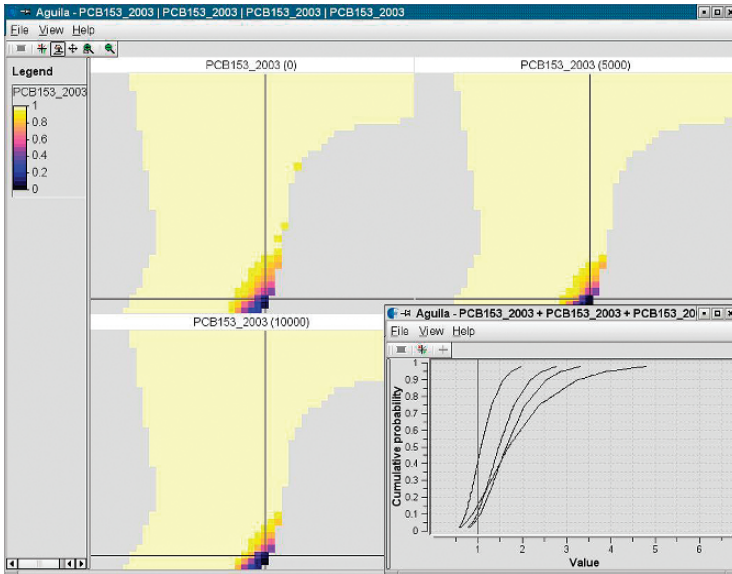 Aguila - PCB153_2003 | PCB153_2003 | PCB153_2003 | PCB153_2003
File View Help
Legend
PCB153_2003
1
0.8
0.6
0.4
0.2
0
PCB153_2003 (0)
PCB153_2003 (5000)
PCB153_2003 (10000)
Aguila - PCB153_2003 + PCB153_2003 + PCB153_20
File View Help
Cumulative probability
1
0.9
0.8
0.7
0.6
0.5
0.4
0.3
0.2
0.1
0
1 2 3 4 5 6
Value